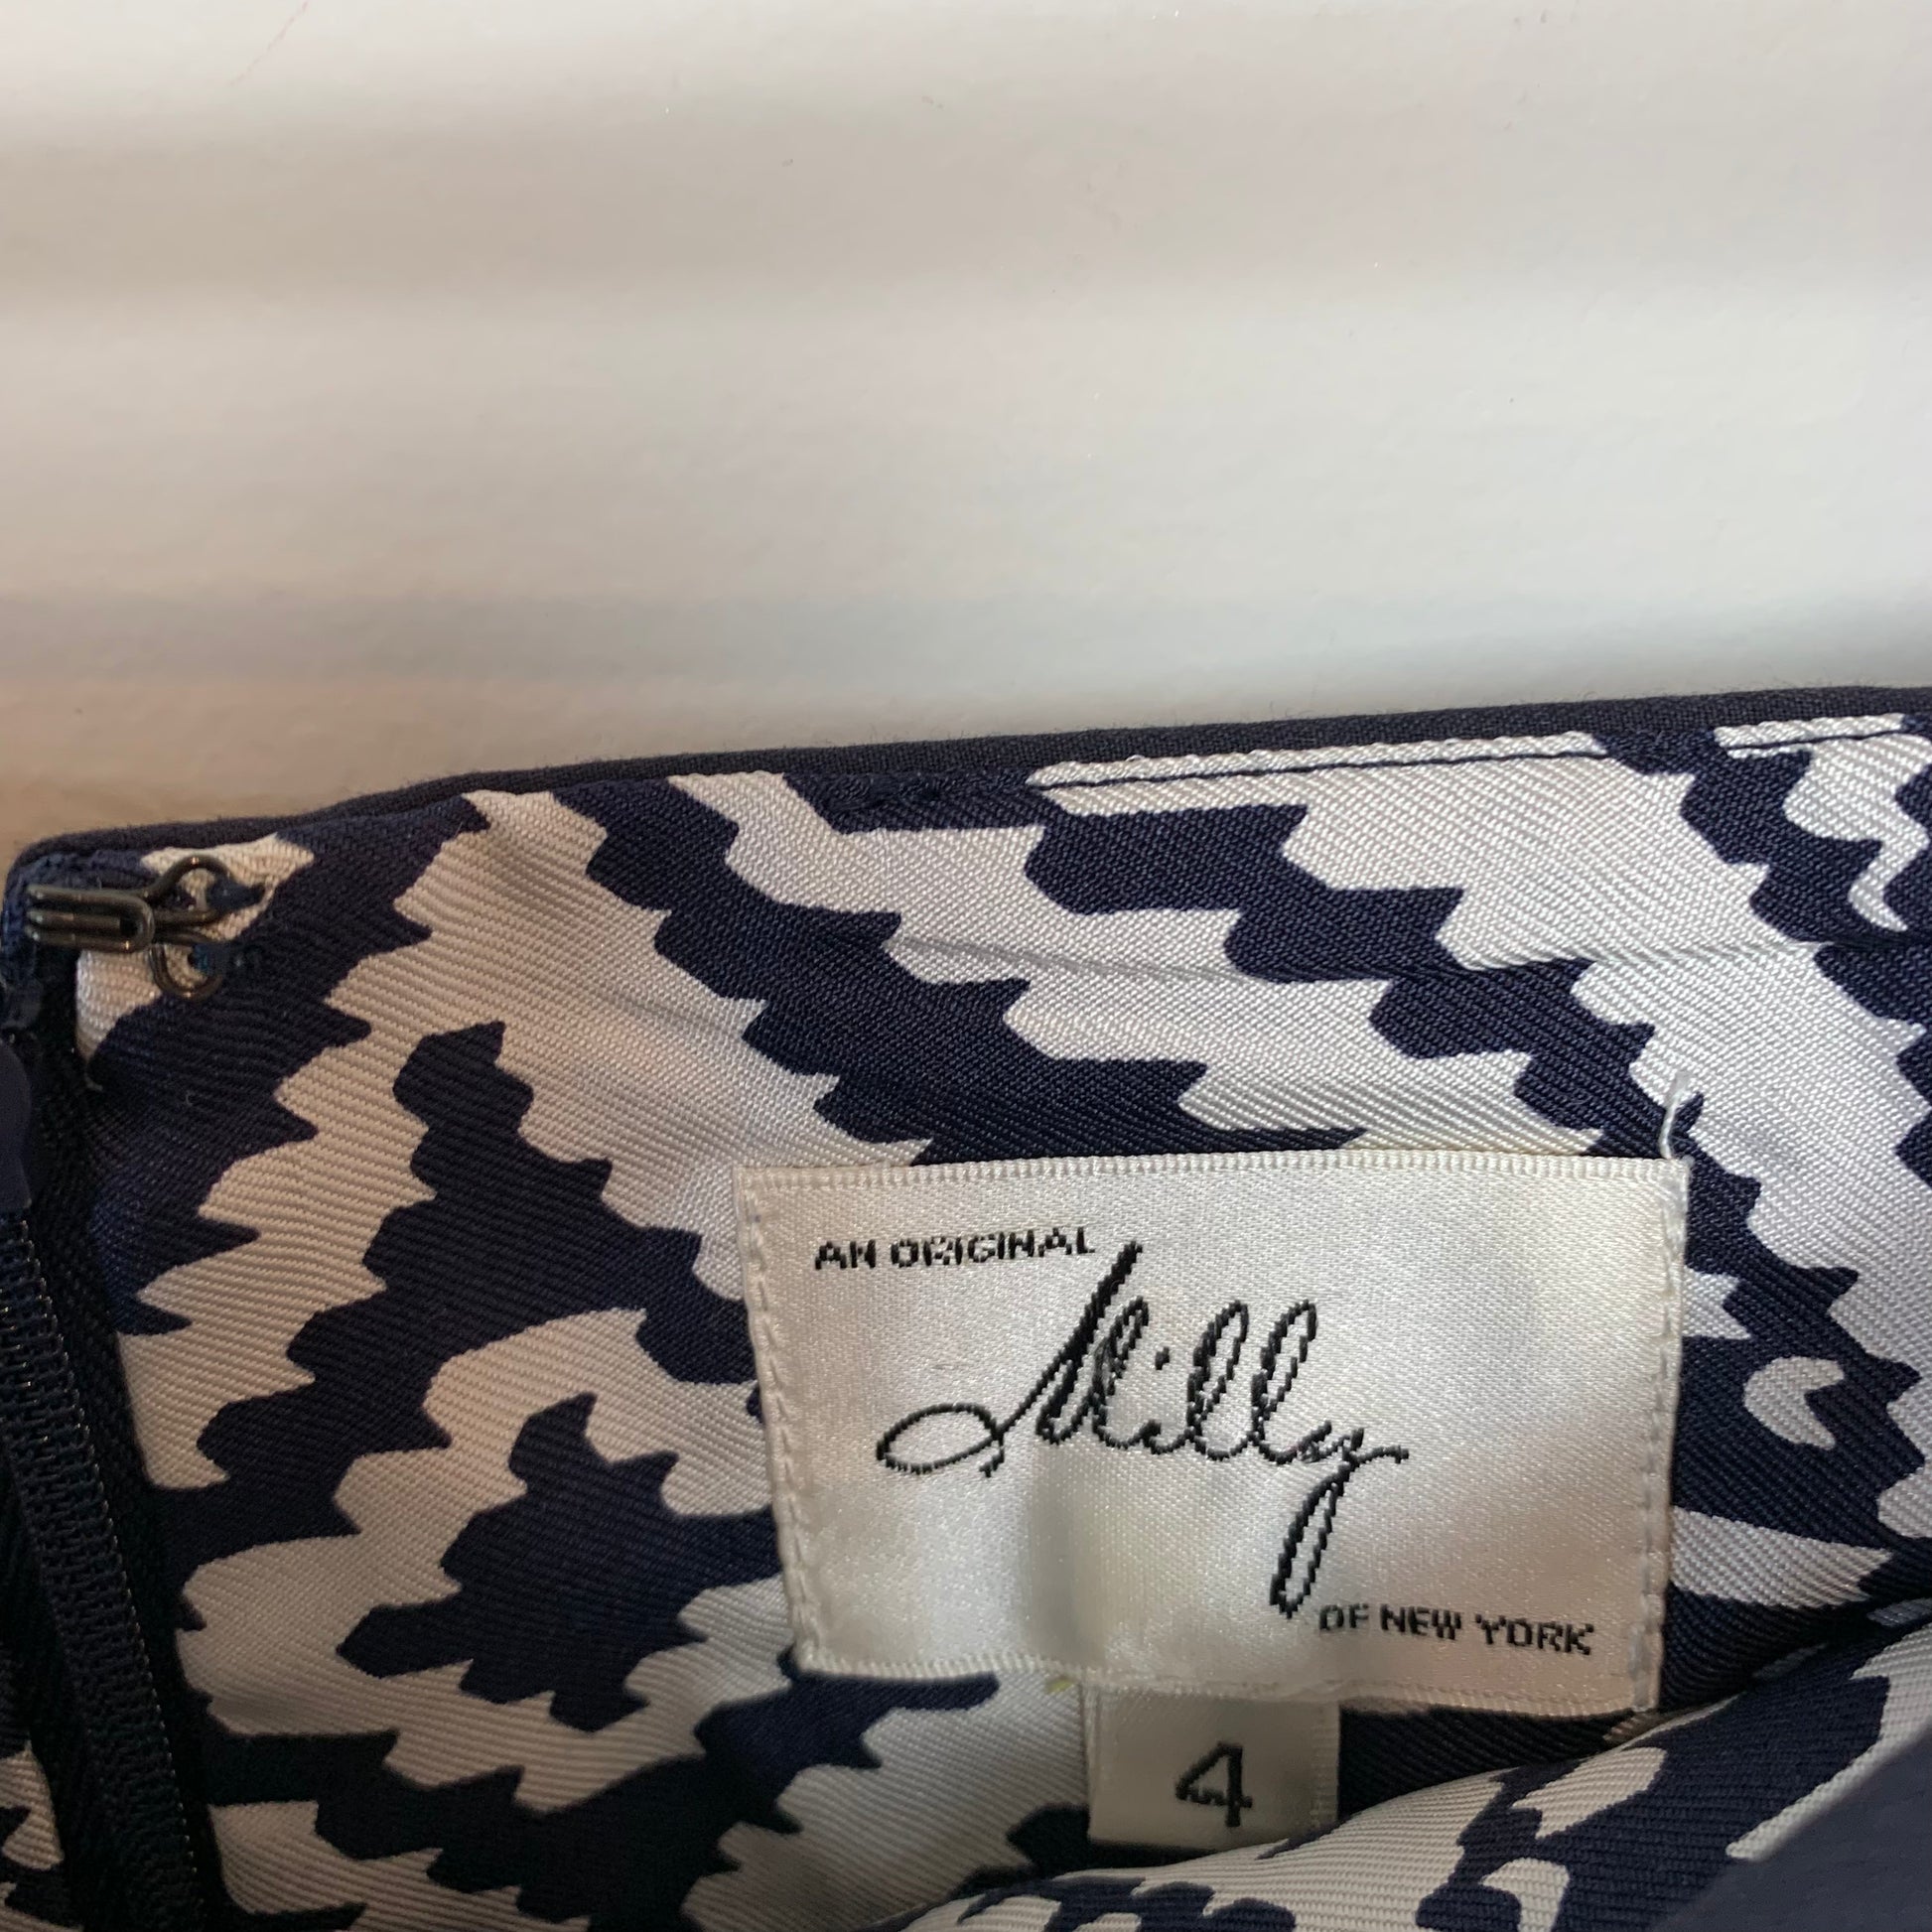 AN ORIGINAL
Milly
OF NEW YORK
4